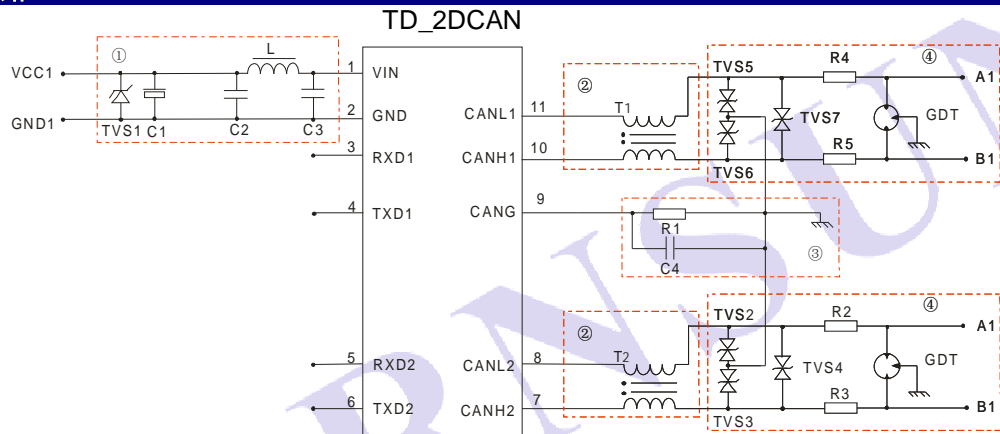 TD_2DCAN
①
L
VCC1
GND1
TVS1
C1
C2
C3
1
VIN
2
GND
3
RXD1
4
TXD1
5
RXD2
6
TXD2
11
CANL1
10
CANH1
9
CANG
8
CANL2
7
CANH2
②
T1
TVS5
TVS6
TVS7
R4
R5
④
GDT
A1
B1
R1
C4
③
②
T2
TVS2
TVS3
TVS4
R2
R3
④
GDT
A1
B1
RNSUN